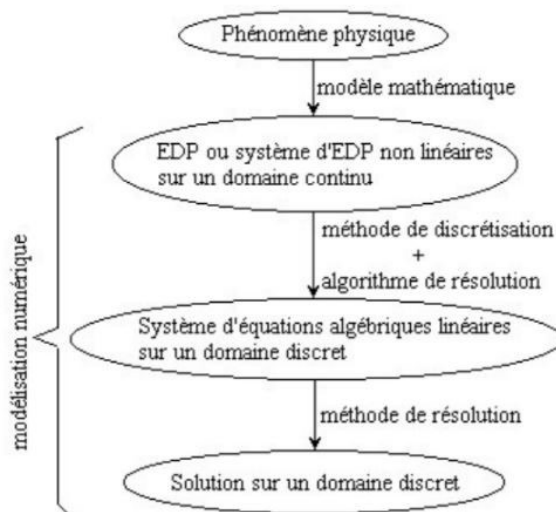 Phénomène physique
modèle mathématique
EDP ou système d'EDP non linéaires
sur un domaine continu
méthode de discrétisation
+
algorithme de résolution
Système d'équations algébriques linéaires
sur un domaine discret
méthode de résolution
Solution sur un domaine discret
modélisation numérique